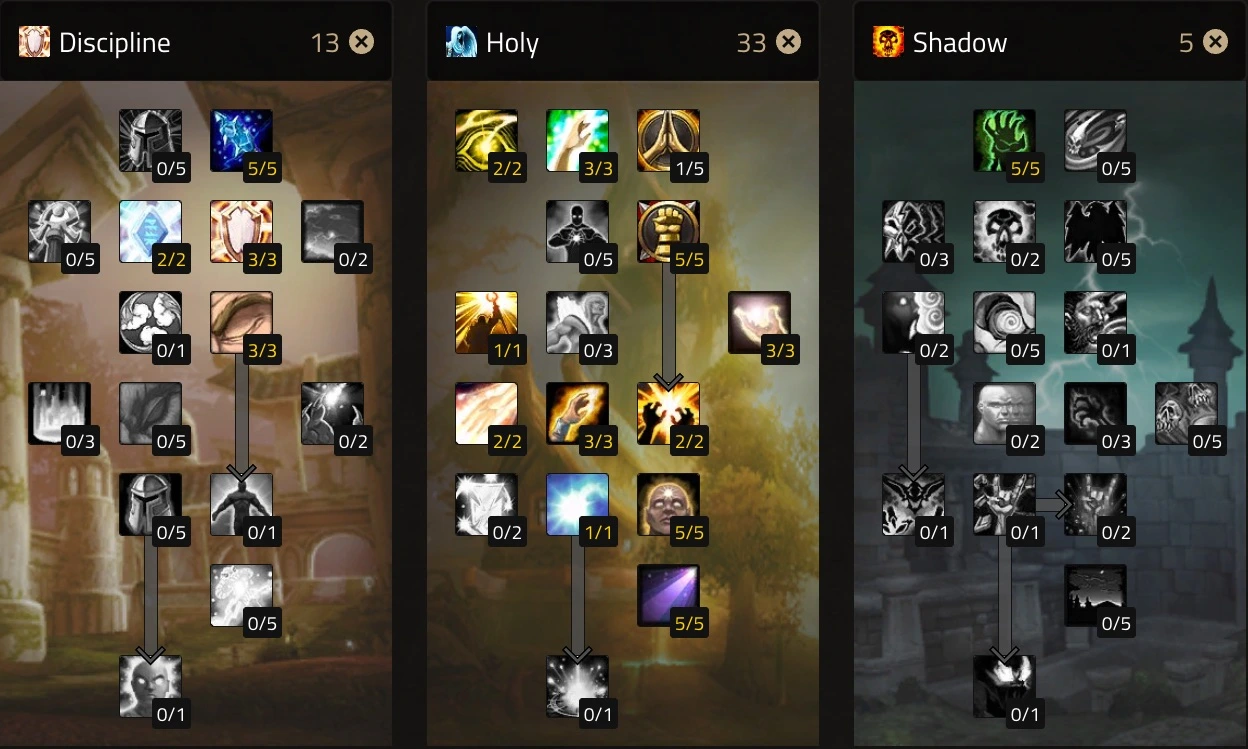 Discipline 13
Holy 33
Shadow 5
0/5 5/5
2/2 3/3 1/5
5/5 0/5
0/5 2/2 3/3 0/2
0/5 5/5
0/3 0/2 0/5
0/1 3/3
1/1 0/3 3/3
0/2 0/5 0/1
0/3 0/5 0/2
2/2 3/3 2/2
0/2 0/3 0/5
0/5 0/1
0/2 1/1 5/5
0/1 0/1 0/2
0/5
5/5
0/5
0/1
0/1
0/1